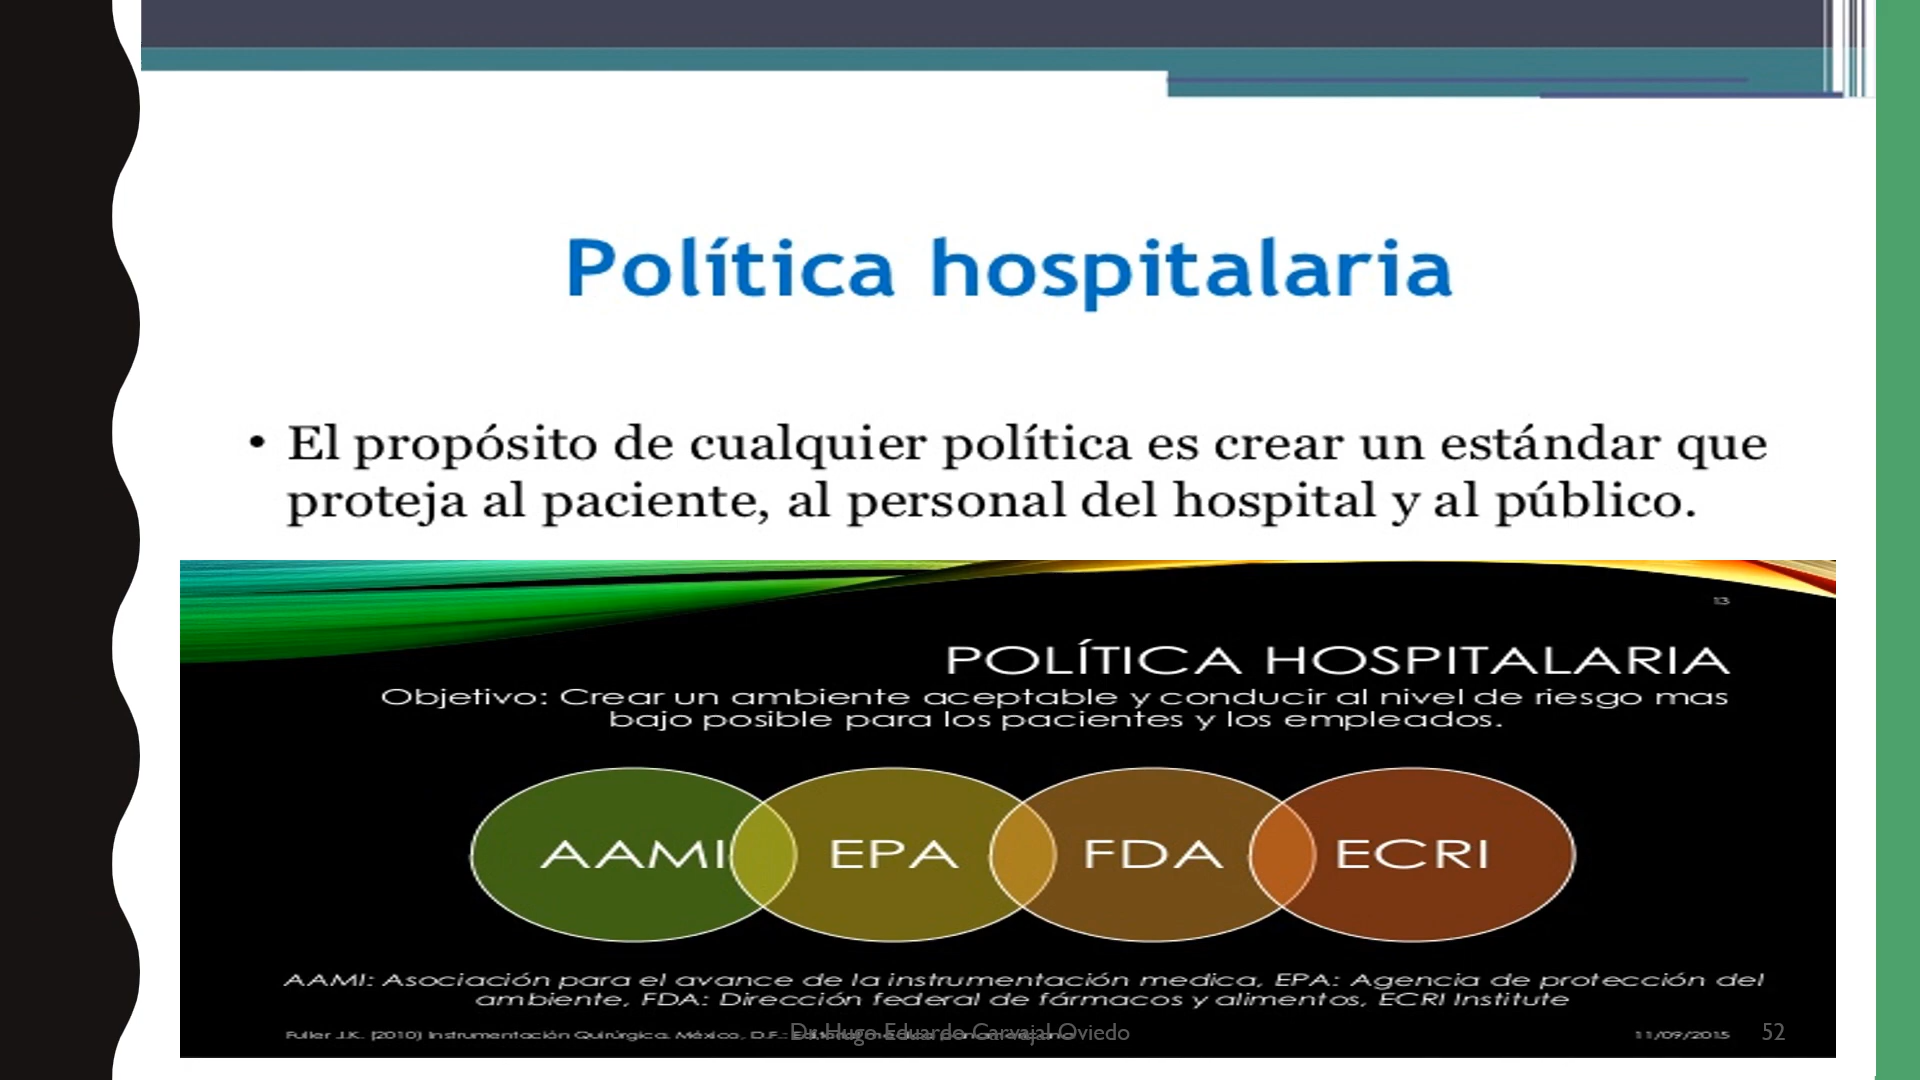 Política hospitalaria
• El propósito de cualquier política es crear un estándar que
proteja al paciente, al personal del hospital y al público.
13
POLÍTICA HOSPITALARIA
Objetivo: Crear un ambiente aceptable y conducir al nivel de riesgo mas
bajo posible para los pacientes y los empleados.
AAMI EPA FDA ECRI
AAMI: Asociación para el avance de la instrumentación medica, EPA: Agencia de protección del
ambiente, FDA: Dirección federal de fármacos y alimentos, ECRI Institute
Fuller J.K. (2010) Instrumentación Quirúrgica. México, D.F.:
Dr. Hugo Eduardo Carvajal Oviedo
11/09/2015
52